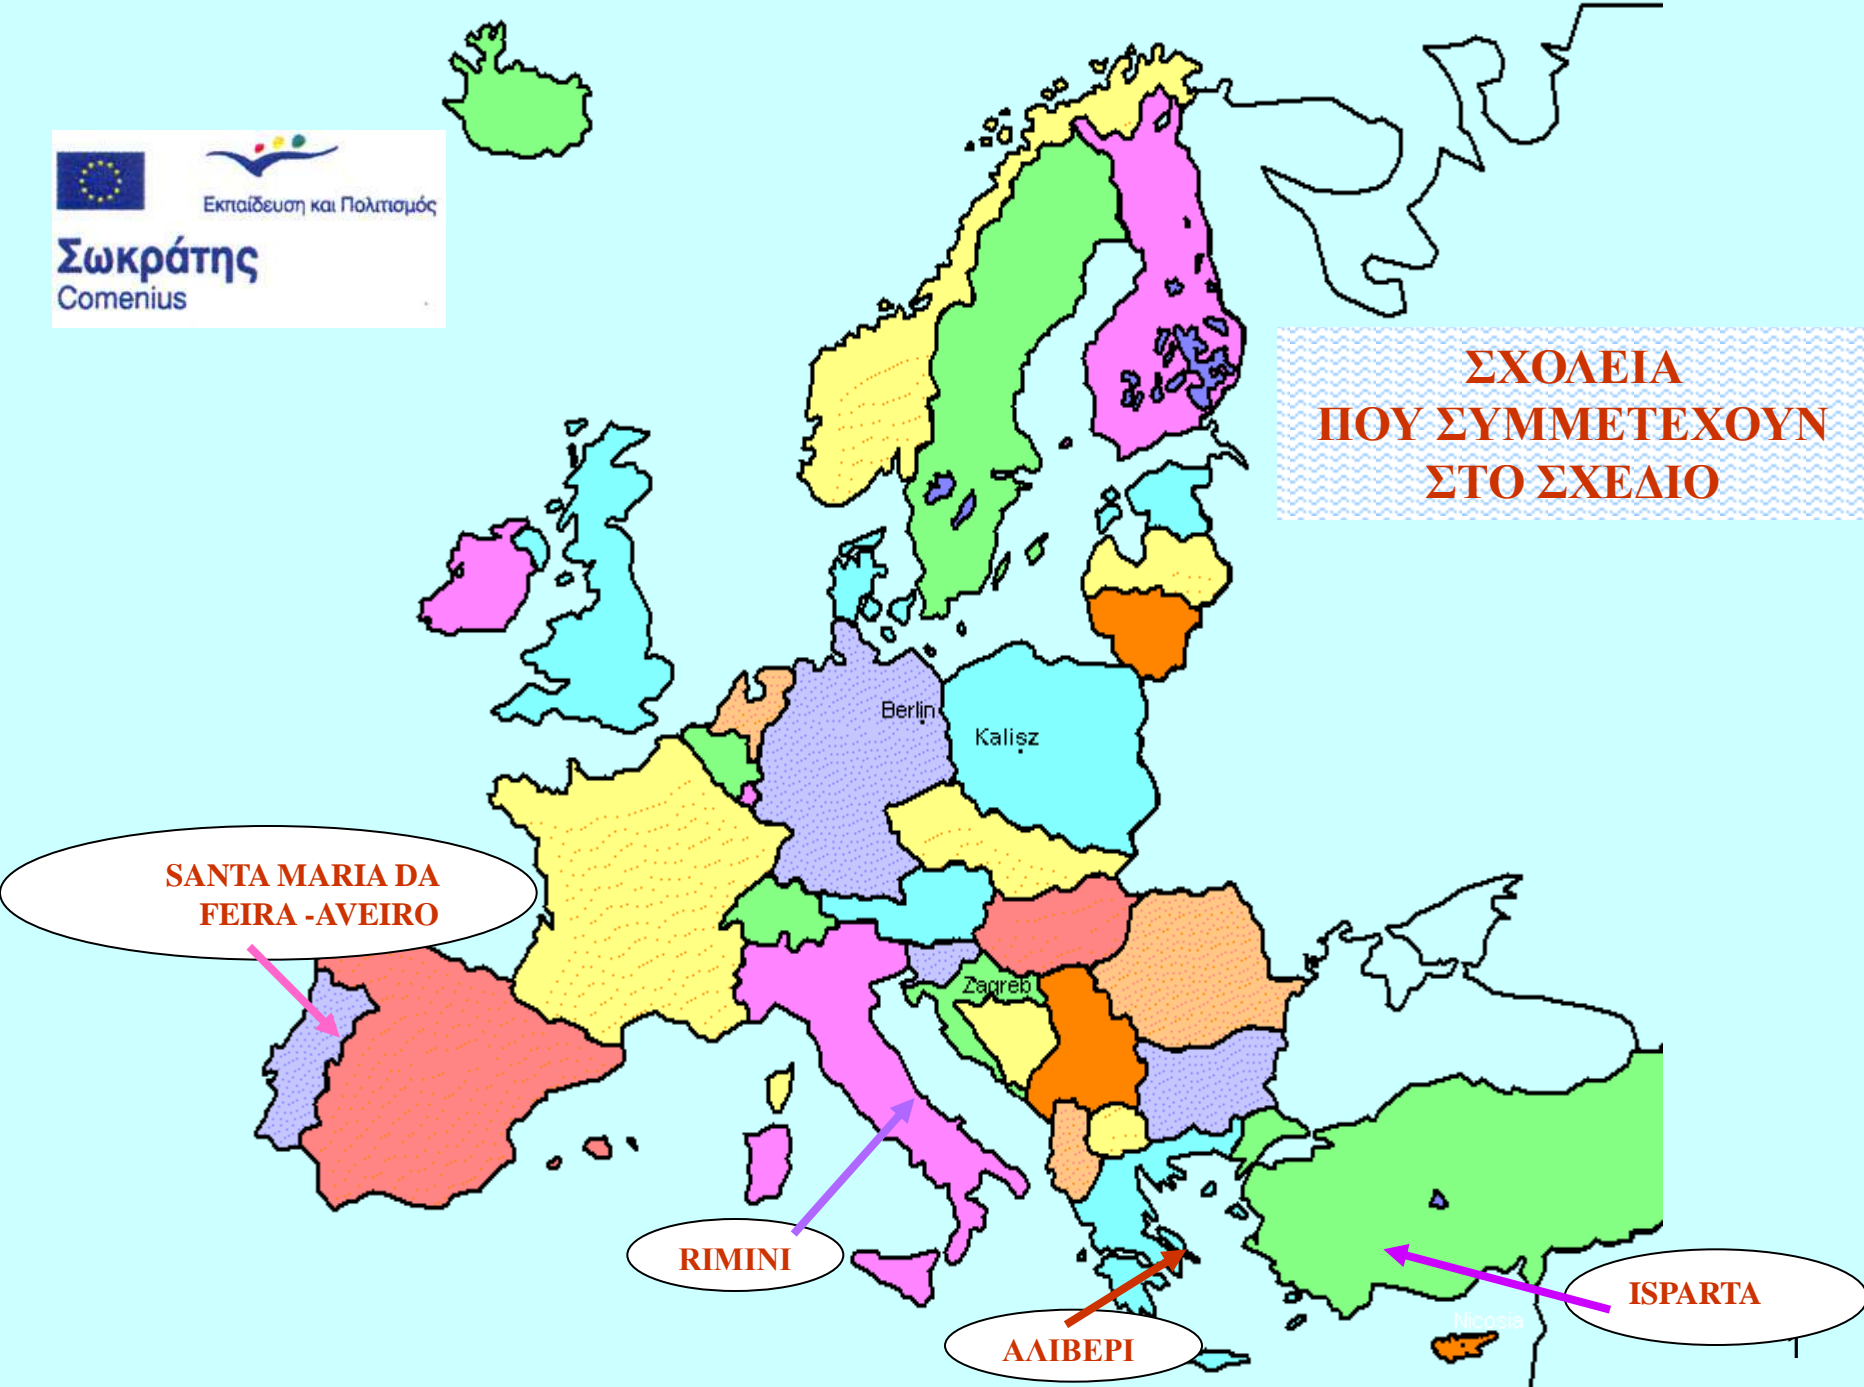 Εκπαίδευση και Πολιτισμός
Σωκράτης
Comenius
ΣΧΟΛΕΙΑ
ΠΟΥ ΣΥΜΜΕΤΕΧΟΥΝ
ΣΤΟ ΣΧΕΔΙΟ
Berlin
Kalisz
SANTA MARIA DA
FEIRA -AVEIRO
Zagreb
RIMINI
ΑΛΙΒΕΡΙ
ISPARTA
Nicosia
1